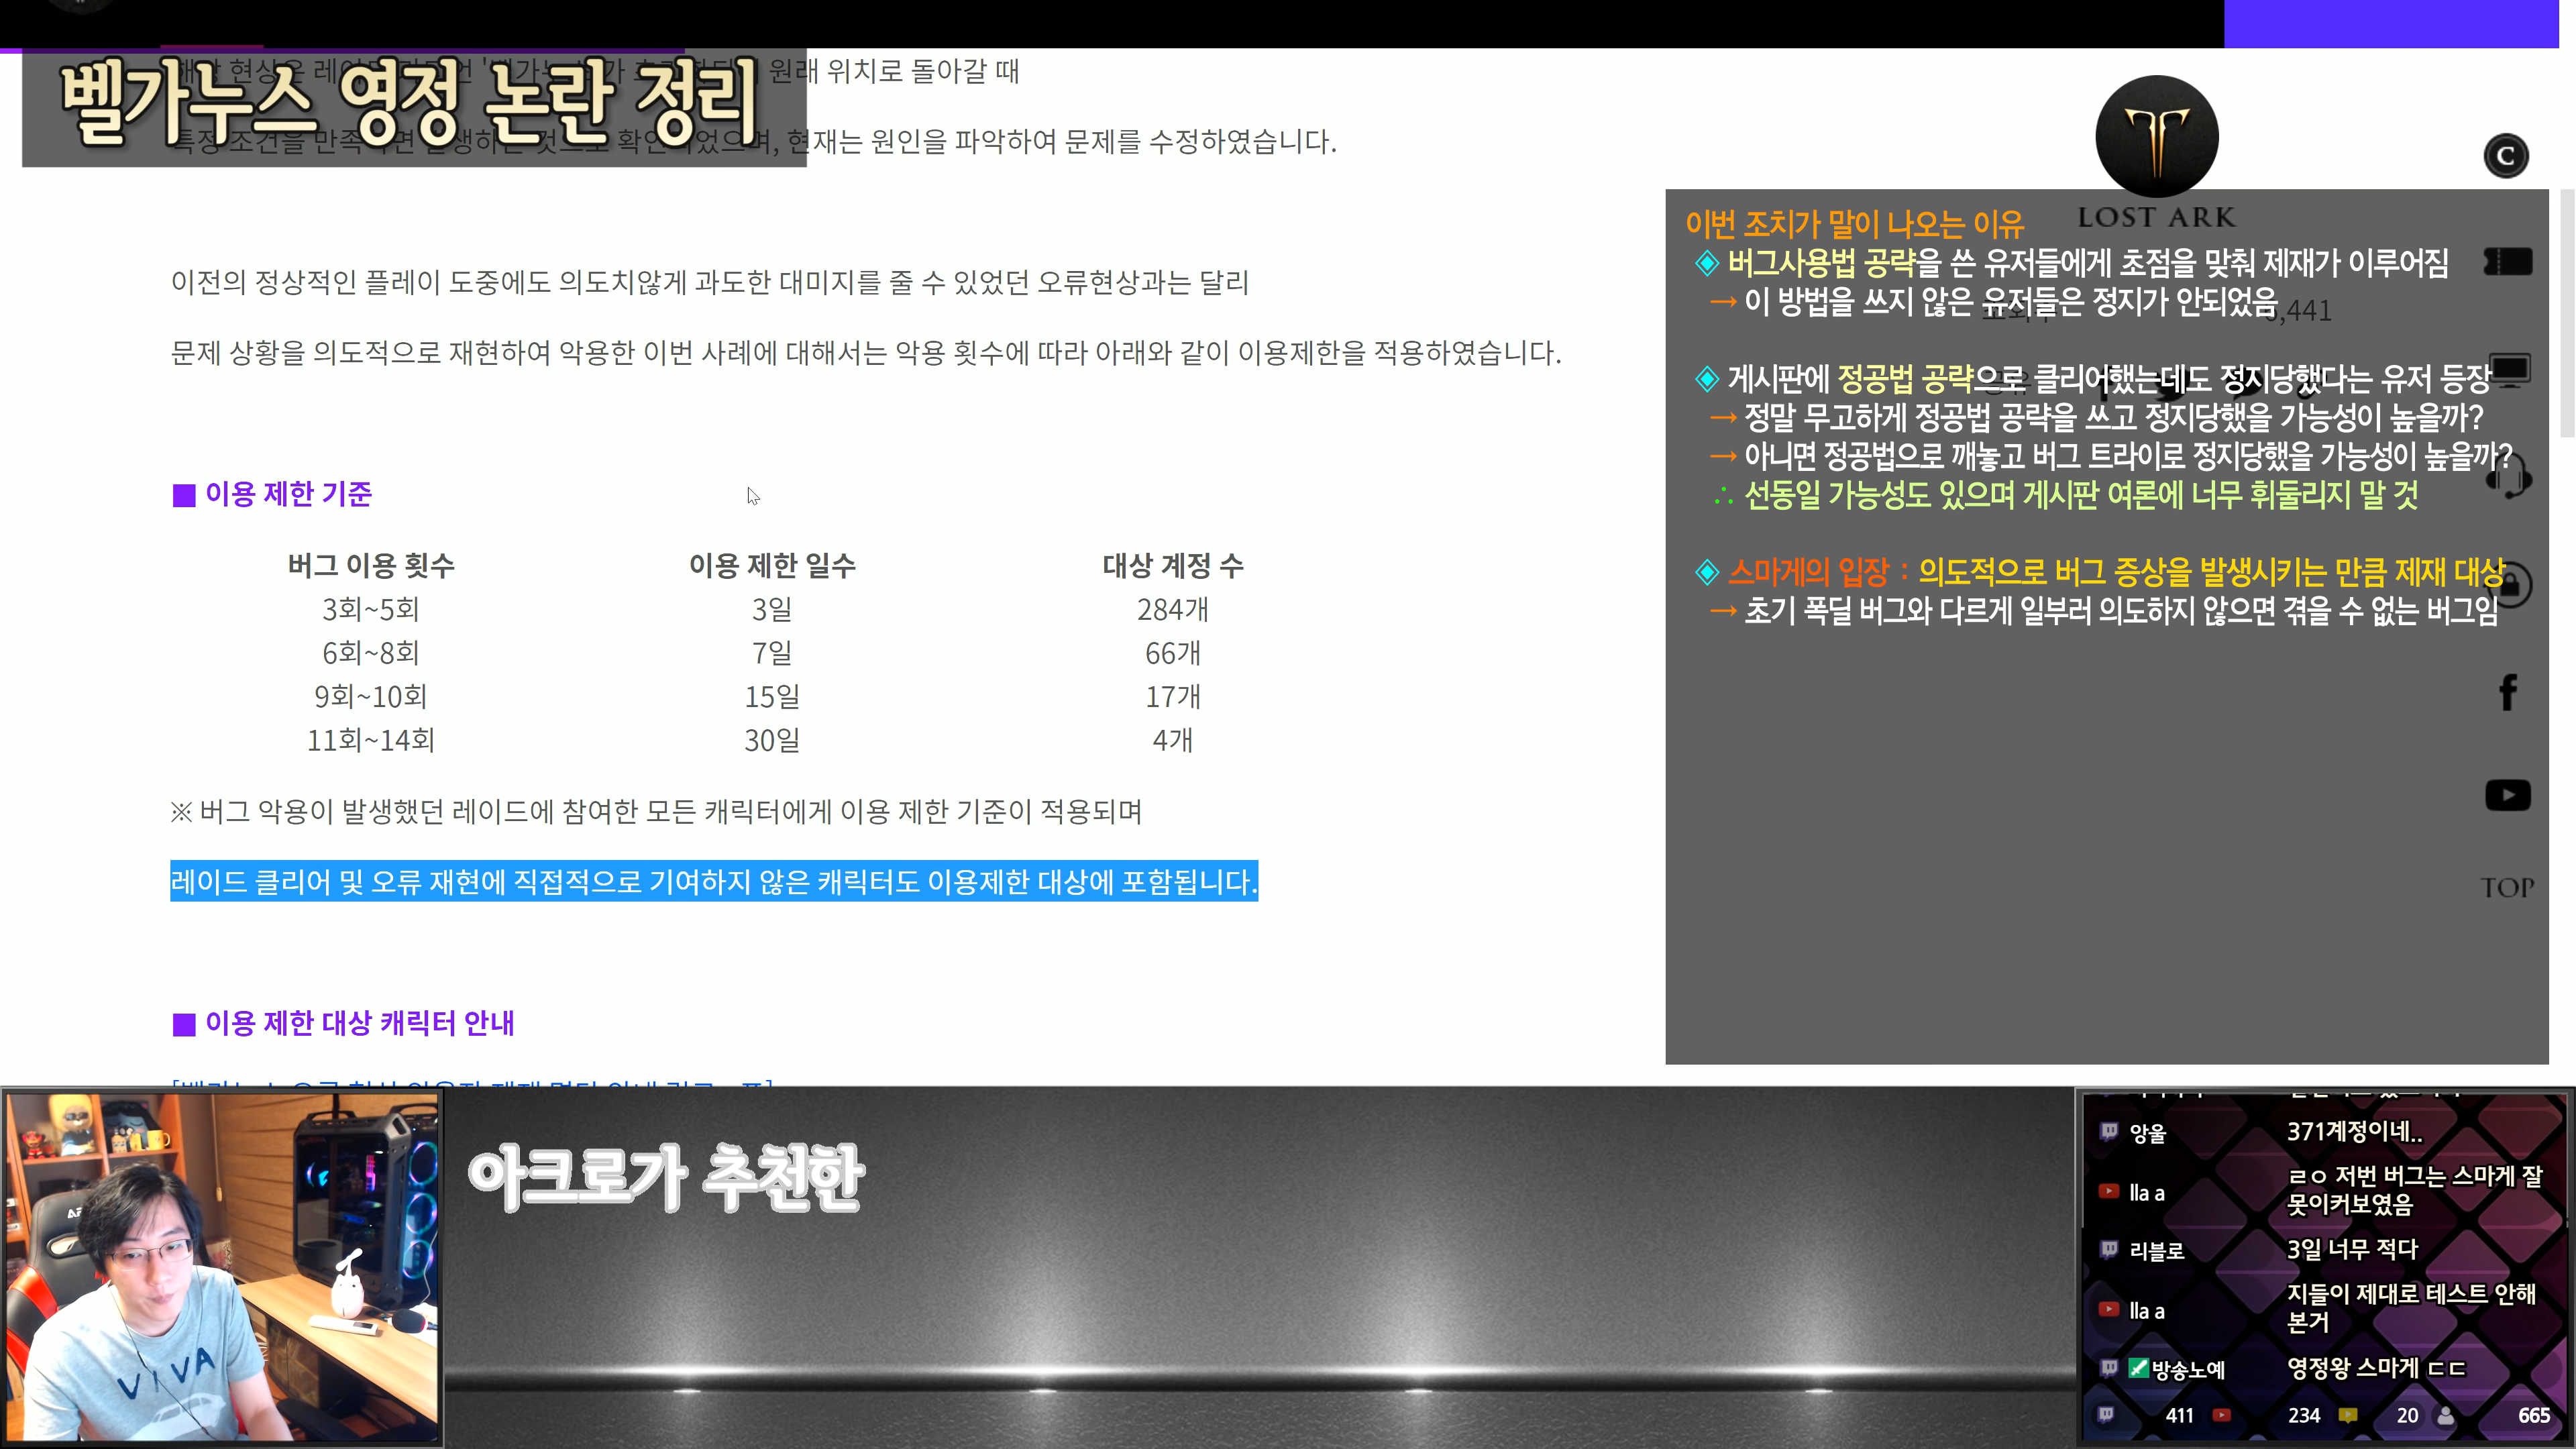 벨가누스 영정 논란 정리
원래 위치로 돌아갈 때
현재는 원인을 파악하여 문제를 수정하였습니다.
이전의 정상적인 플레이 도중에도 의도치않게 과도한 대미지를 줄 수 있었던 오류현상과는 달리
문제 상황을 의도적으로 재현하여 악용한 이번 사례에 대해서는 악용 횟수에 따라 아래와 같이 이용제한을 적용하였습니다.
■ 이용 제한 기준
버그 이용 횟수 이용 제한 일수 대상 계정 수
3회~5회 3일 284개
6회~8회 7일 66개
9회~10회 15일 17개
11회~14회 30일 4개
※ 버그 악용이 발생했던 레이드에 참여한 모든 캐릭터에게 이용 제한 기준이 적용되며
레이드 클리어 및 오류 재현에 직접적으로 기여하지 않은 캐릭터도 이용제한 대상에 포함됩니다.
■ 이용 제한 대상 캐릭터 안내
LOST ARK
이번 조치가 말이 나오는 이유
◈ 버그사용법 공략을 쓴 유저들에게 초점을 맞춰 제재가 이루어짐
→ 이 방법을 쓰지 않은 유저들은 정지가 안되었음
◈ 게시판에 정공법 공략으로 클리어했는데도 정지당했다는 유저 등장
→ 정말 무고하게 정공법 공략을 쓰고 정지당했을 가능성이 높을까?
→ 아니면 정공법으로 깨놓고 버그 트라이로 정지당했을 가능성이 높을까?
∴ 선동일 가능성도 있으며 게시판 여론에 너무 휘둘리지 말 것
◈ 스마게의 입장 : 의도적으로 버그 증상을 발생시키는 만큼 제재 대상
→ 초기 폭딜 버그와 다르게 일부러 의도하지 않으면 겪을 수 없는 버그임
C
TOP
VIVA
아크로가 추천한
앙울 371계정이네..
lla a ㄹㅇ 저번 버그는 스마게 잘
못이커보였음
리블로 3일 너무 적다
lla a 지들이 제대로 테스트 안해
본거
방송노예 영정왕 스마게 ㄷㄷ
411 234 20 665